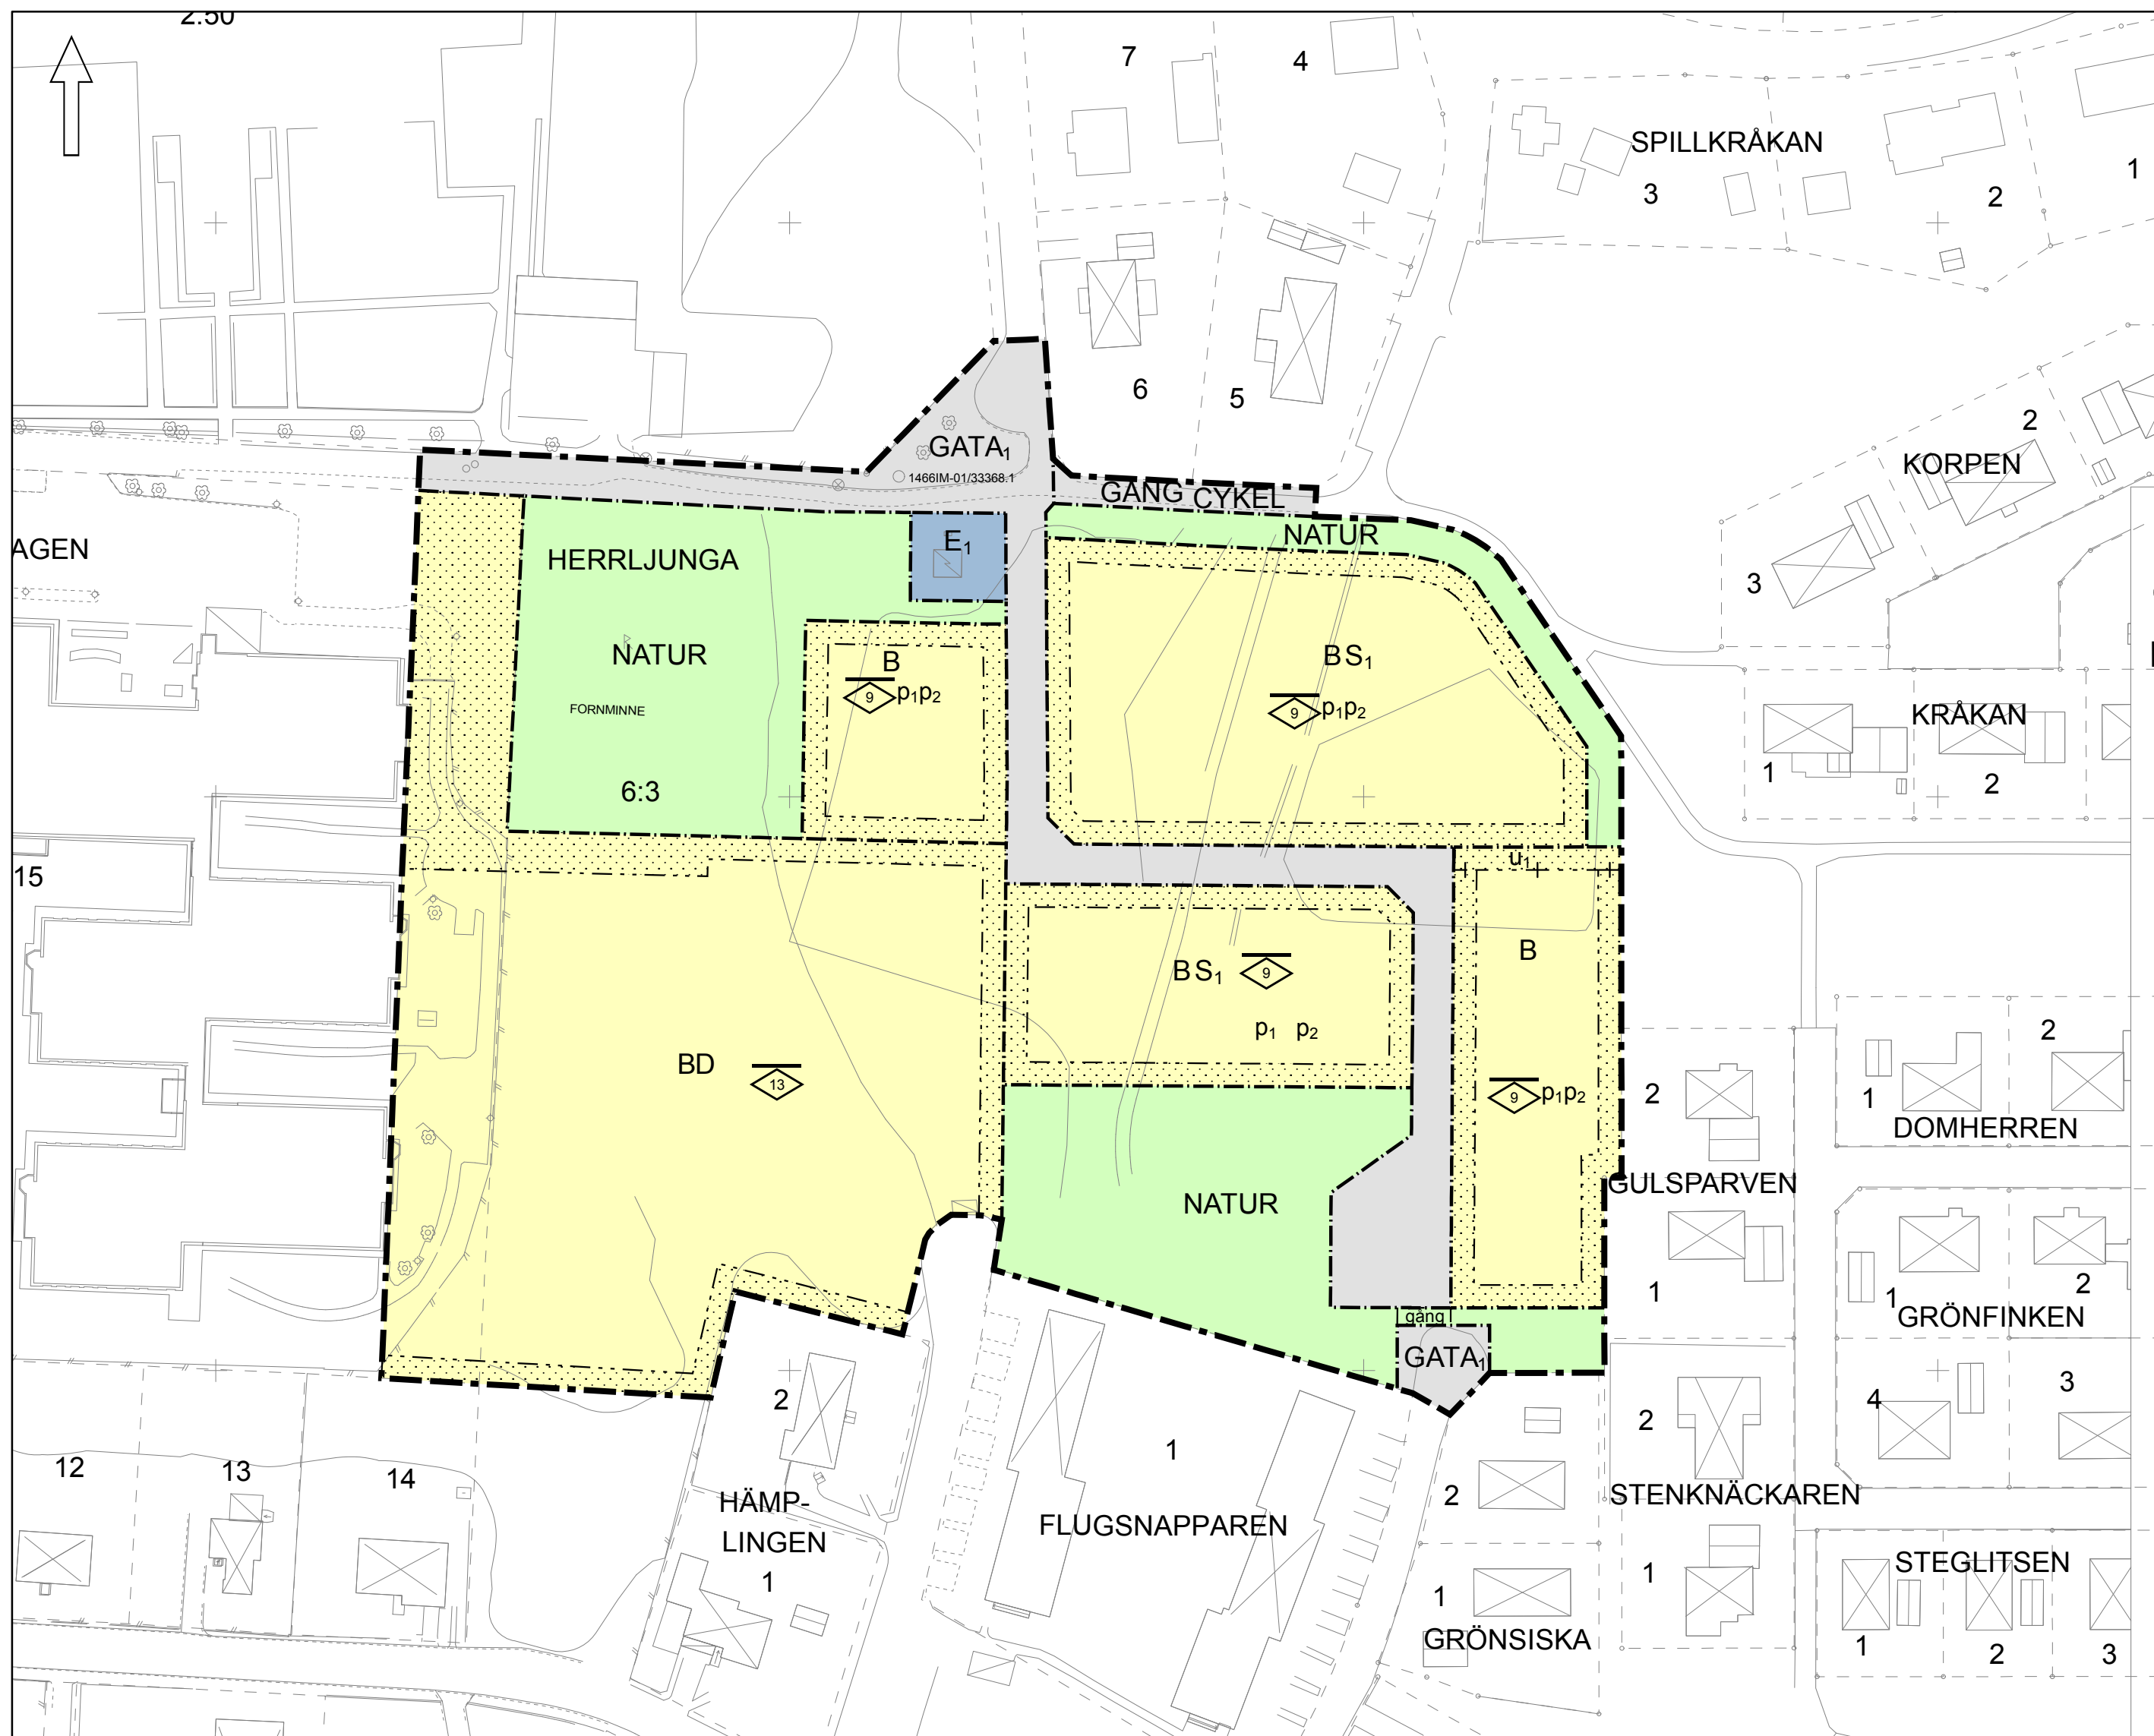 2:50
7
4
SPILLKRÅKAN
3
2
1
6
5
GATA1
1466IM-01/33368.1
GÅNG CYKEL
NATUR
2
KORPEN
3
AGEN
HERRLJUNGA
E1
NATUR
FORNMINNE
6:3
B
9
p1p2
BS1
9
p1p2
KRÅKAN
1
2
15
u1
B
BS1
9
p1 p2
BD
13
9
p1p2
2
1
2
DOMHERREN
GULSPARVEN
NATUR
1
1
2
GRÖNFINKEN
gång
GATA1
2
1
2
2
4
3
12
13
14
HÄMP-
LINGEN
1
FLUGSNAPPAREN
STENKNÄCKAREN
1
1
GRÖNSISKA
STEGLITSEN
1
2
3